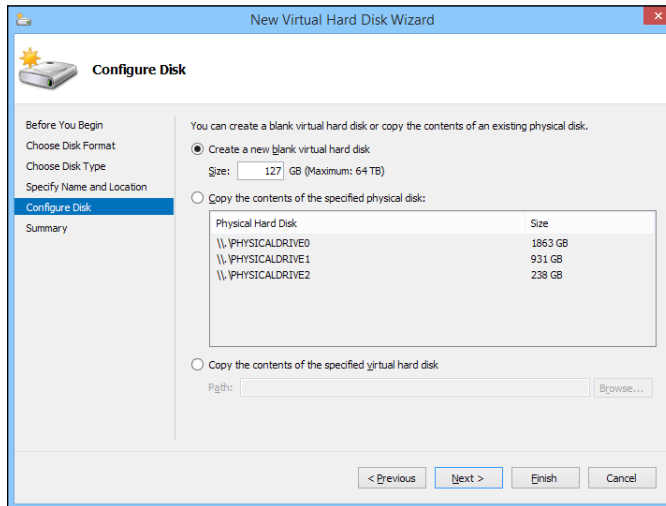 New Virtual Hard Disk Wizard
Configure Disk
Before You Begin
Choose Disk Format
Choose Disk Type
Specify Name and Location
Configure Disk
Summary
You can create a blank virtual hard disk or copy the contents of an existing physical disk.
Create a new blank virtual hard disk
Size: 127 GB (Maximum: 64 TB)
Copy the contents of the specified physical disk:
Physical Hard Disk Size
\\.\PHYSICALDRIVE0 1863 GB
\\.\PHYSICALDRIVE1 931 GB
\\.\PHYSICALDRIVE2 238 GB
Copy the contents of the specified virtual hard disk
Path: Browse...
< Previous Next > Finish Cancel